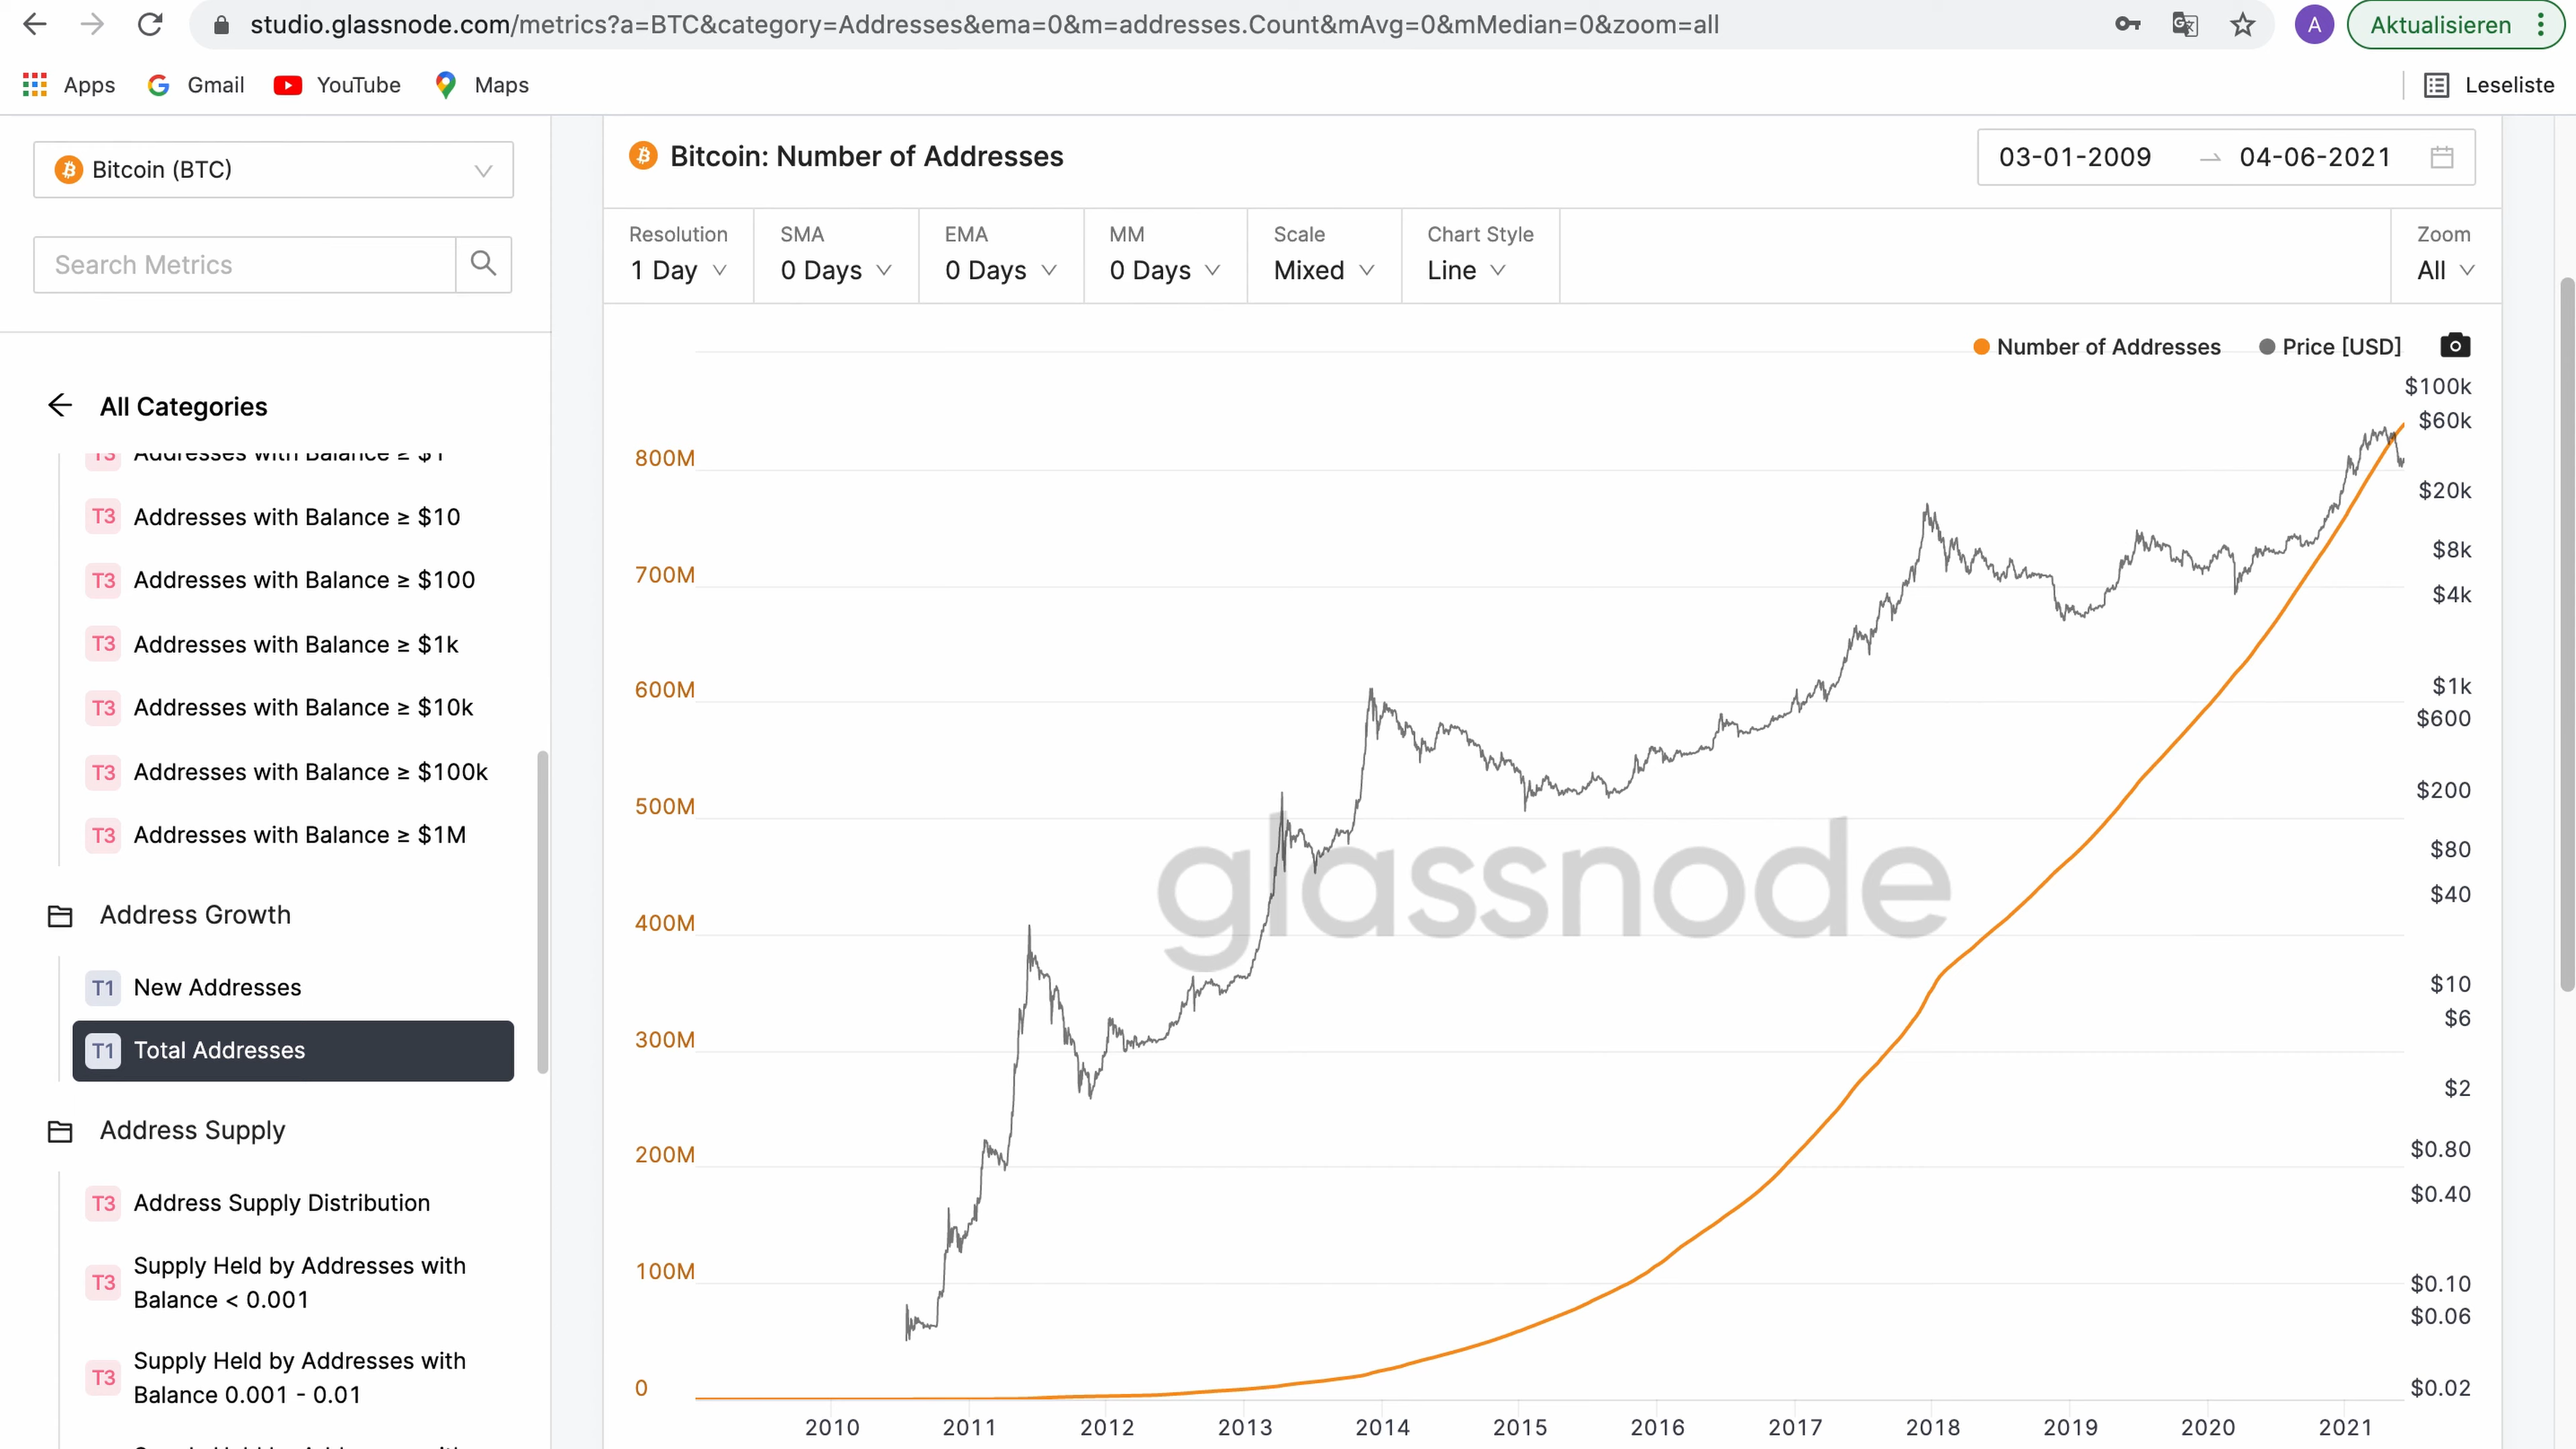 studio.glassnode.com/metrics?a=BTC&category=Addresses&ema=0&m=addresses.Count&mAvg=0&mMedian=0&zoom=all
A
Aktualisieren
Apps
Gmail
YouTube
Maps
Leseliste
Bitcoin (BTC)
Search Metrics
All Categories
T3 Addresses with Balance ≥ $1
T3 Addresses with Balance ≥ $10
T3 Addresses with Balance ≥ $100
T3 Addresses with Balance ≥ $1k
T3 Addresses with Balance ≥ $10k
T3 Addresses with Balance ≥ $100k
T3 Addresses with Balance ≥ $1M
Address Growth
T1 New Addresses
T1 Total Addresses
Address Supply
T3 Address Supply Distribution
T3 Supply Held by Addresses with
Balance < 0.001
T3 Supply Held by Addresses with
Balance 0.001 - 0.01
Bitcoin: Number of Addresses
03-01-2009 → 04-06-2021
Resolution
1 Day
SMA
0 Days
EMA
0 Days
MM
0 Days
Scale
Mixed
Chart Style
Line
Zoom
All
Number of Addresses
Price [USD]
800M
700M
600M
500M
400M
300M
200M
100M
0
glassnode
$100k
$60k
$20k
$8k
$4k
$1k
$600
$200
$80
$40
$10
$6
$2
$0.80
$0.40
$0.10
$0.06
$0.02
2010 2011 2012 2013 2014 2015 2016 2017 2018 2019 2020 2021